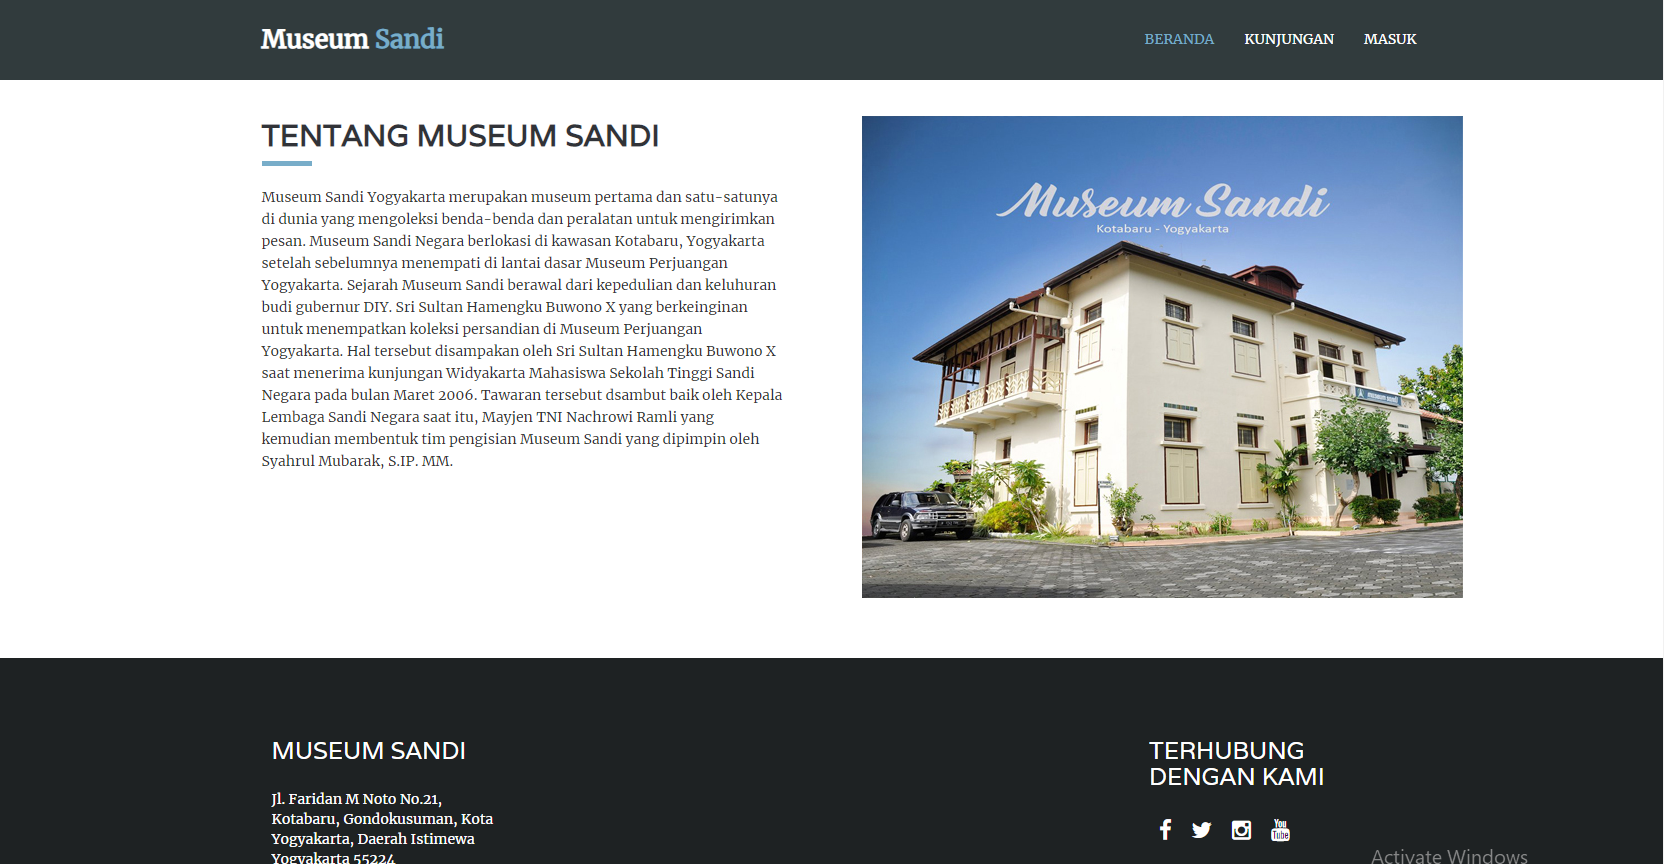 Museum Sandi
BERANDA KUNJUNGAN MASUK
TENTANG MUSEUM SANDI
Museum Sandi Yogyakarta merupakan museum pertama dan satu-satunya
di dunia yang mengoleksi benda-benda dan peralatan untuk mengirimkan
pesan. Museum Sandi Negara berlokasi di kawasan Kotabaru, Yogyakarta
setelah sebelumnya menempati di lantai dasar Museum Perjuangan
Yogyakarta. Sejarah Museum Sandi berawal dari kepedulian dan keluhuran
budi gubernur DIY. Sri Sultan Hamengku Buwono X yang berkeinginan
untuk menempatkan koleksi persandian di Museum Perjuangan
Yogyakarta. Hal tersebut disampakan oleh Sri Sultan Hamengku Buwono X
saat menerima kunjungan Widyakarta Mahasiswa Sekolah Tinggi Sandi
Negara pada bulan Maret 2006. Tawaran tersebut dsambut baik oleh Kepala
Lembaga Sandi Negara saat itu, Mayjen TNI Nachrowi Ramli yang
kemudian membentuk tim pengisian Museum Sandi yang dipimpin oleh
Syahrul Mubarak, S.IP. MM.
Museum Sandi
Kotabaru - Yogyakarta
museum sandi
MUSEUM SANDI
Jl. Faridan M Noto No.21,
Kotabaru, Gondokusuman, Kota
Yogyakarta, Daerah Istimewa
Yogyakarta 55224
TERHUBUNG
DENGAN KAMI
You
Tube
Activate Windows